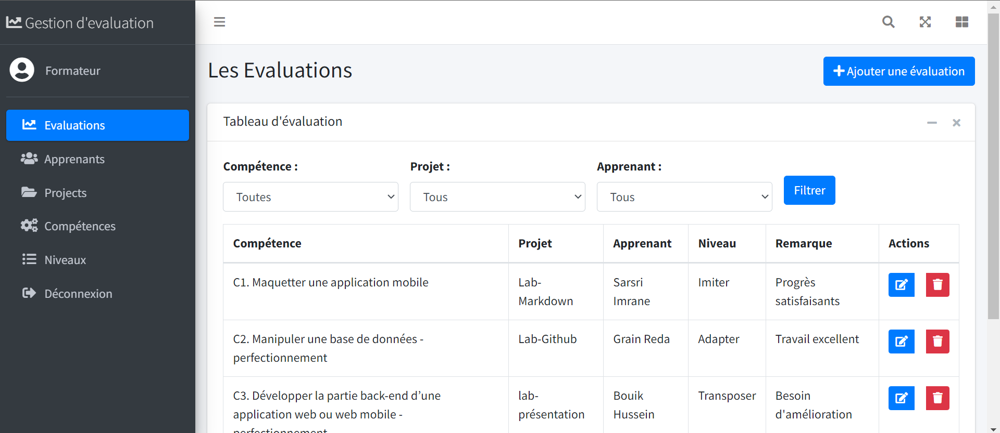 Gestion d'evaluation
Formateur
Evaluations
Apprenants
Projects
Compétences
Niveaux
Déconnexion
Les Evaluations
Ajouter une évaluation
Tableau d'évaluation
Compétence :
Projet :
Apprenant :
Toutes
Tous
Tous
Filtrer
Compétence
Projet
Apprenant
Niveau
Remarque
Actions
C1. Maquetter une application mobile
Lab-
Markdown
Sarsri
Imrane
Imiter
Progrès
satisfaisants
C2. Manipuler une base de données -
perfectionnement
Lab-Github
Grain Reda
Adapter
Travail excellent
C3. Développer la partie back-end d’une
application web ou web mobile -
perfectionnement
lab-
présentation
Bouik
Hussein
Transposer
Besoin
d'amélioration